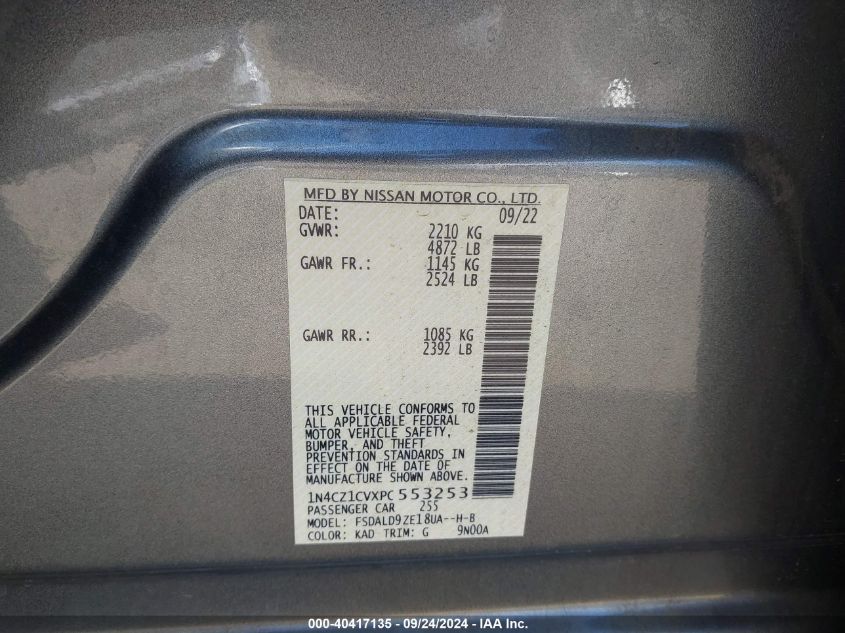 MFD BY NISSAN MOTOR CO., LTD.
DATE: 09/22
GVWR: 2210 KG
4872 LB
GAWR FR.: 1145 KG
2524 LB
GAWR RR.: 1085 KG
2392 LB
THIS VEHICLE CONFORMS TO
ALL APPLICABLE FEDERAL
MOTOR VEHICLE SAFETY,
BUMPER, AND THEFT
PREVENTION STANDARDS IN
EFFECT ON THE DATE OF
MANUFACTURE SHOWN ABOVE.
1N4CZ1CVXPC553253
PASSENGER CAR 255
MODEL: FSDALD9ZE18UA--H-B
COLOR: KAD TRIM: G 9N00A
000-40417135 - 09/24/2024 - IAA Inc.